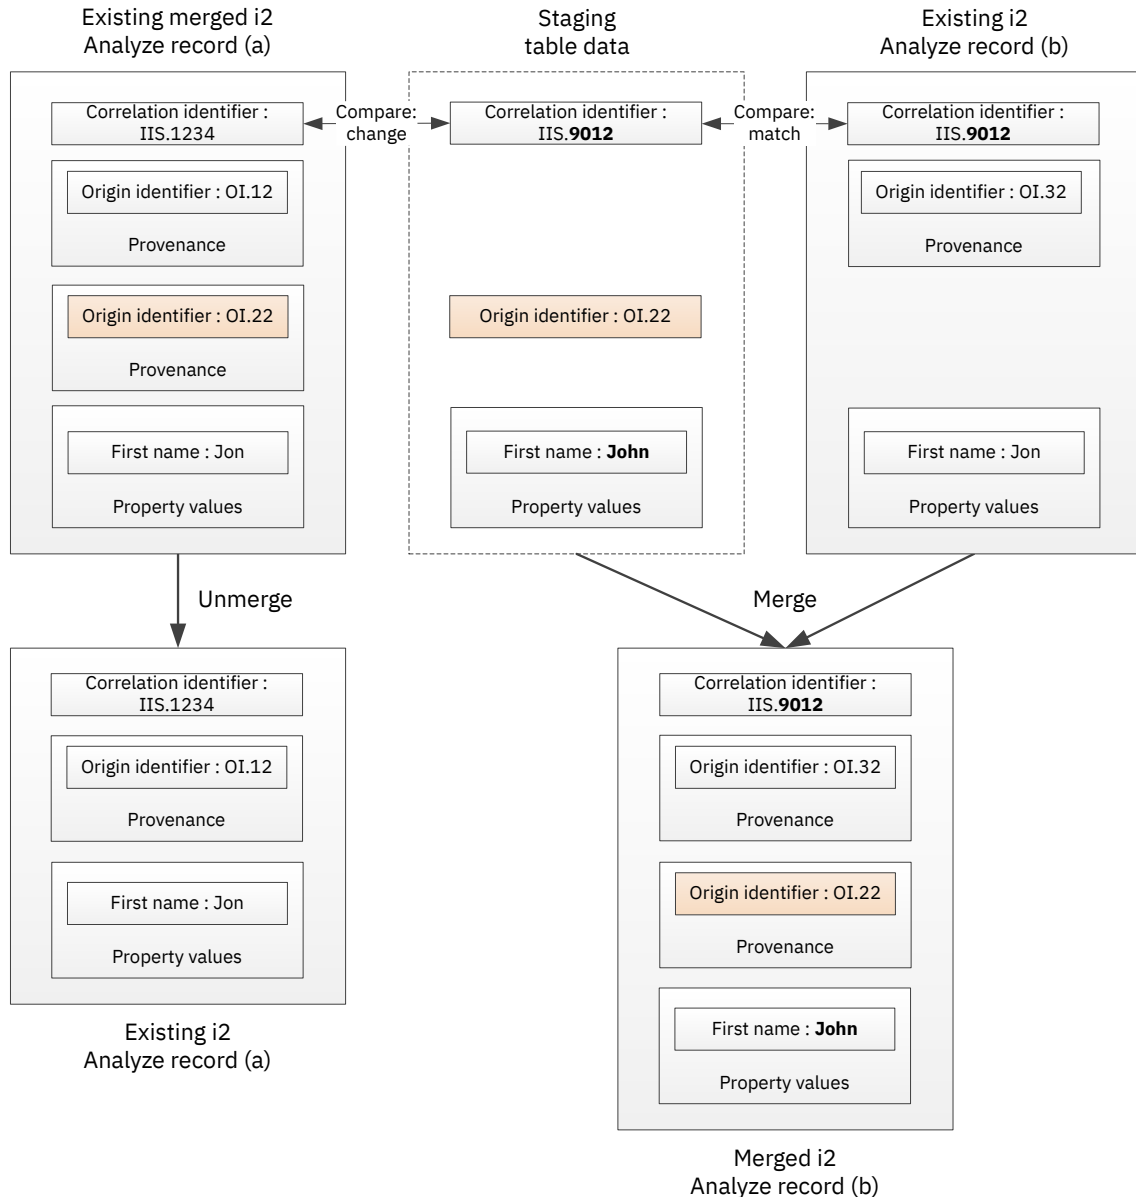 Existing merged i2
Analyze record (a)
Staging
table data
Existing i2
Analyze record (b)
Correlation identifier :
IIS.1234
Compare:
change
Correlation identifier :
IIS.9012
Compare:
match
Correlation identifier :
IIS.9012
Origin identifier : OI.12
Provenance
Origin identifier : OI.32
Provenance
Origin identifier : OI.22
Provenance
Origin identifier : OI.22
First name : Jon
Property values
First name : John
Property values
First name : Jon
Property values
Unmerge
Merge
Correlation identifier :
IIS.1234
Origin identifier : OI.12
Provenance
First name : Jon
Property values
Existing i2
Analyze record (a)
Correlation identifier :
IIS.9012
Origin identifier : OI.32
Provenance
Origin identifier : OI.22
Provenance
First name : John
Property values
Merged i2
Analyze record (b)